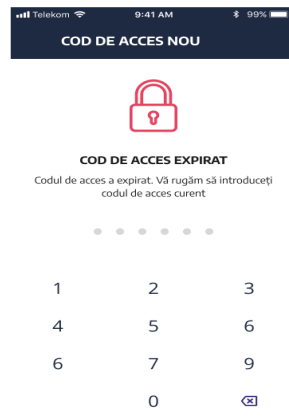 Telekom 9:41 AM 99%
COD DE ACCES NOU
COD DE ACCES EXPIRAT
Codul de acces a expirat. Vă rugăm să introduceți
codul de acces curent
1 2 3
4 5 6
6 7 9
0